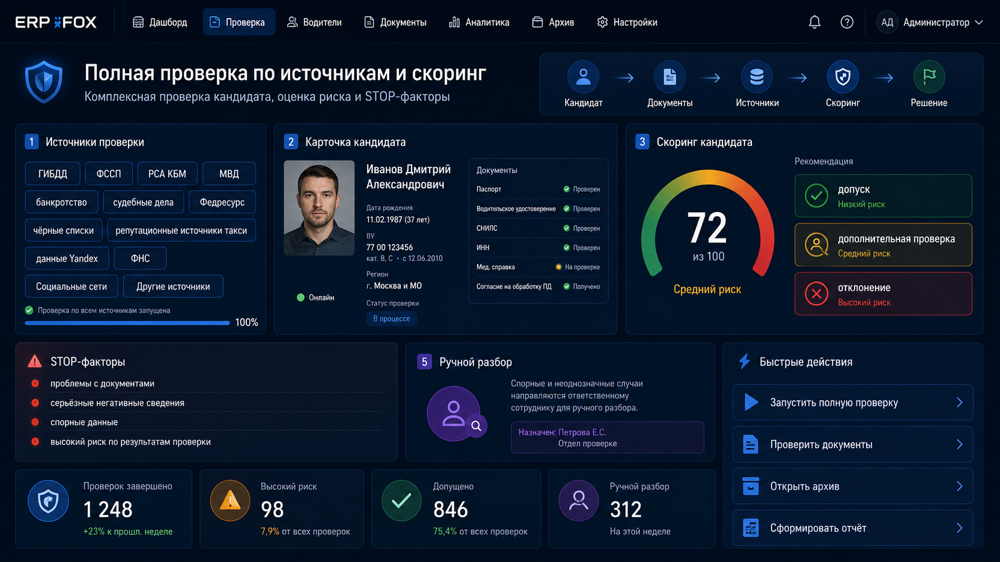 ERP FOX
Дашборд
Проверка
Водители
Документы
Аналитика
Архив
Настройки
АД
Администратор
Полная проверка по источникам и скоринг
Комплексная проверка кандидата, оценка риска и STOP-факторы
Кандидат
Документы
Источники
Скоринг
Решение
1 Источники проверки
ГИБДД
ФССП
РСА КБМ
МВД
банкротство
судебные дела
Федресурс
чёрные списки
репутационные источники такси
данные Yandex
ФНС
Социальные сети
Другие источники
Проверка по всем источникам запущена
100%
2 Карточка кандидата
Онлайн
Иванов Дмитрий
Александрович
Дата рождения
11.02.1987 (37 лет)
ВУ
77 00 123456
кат. B, C • с 12.06.2010
Регион
г. Москва и МО
Статус проверки
В процессе
Документы
Паспорт Проверен
Водительское удостоверение Проверен
СНИЛС Проверен
ИНН Проверен
Мед. справка На проверке
Согласие на обработку ПД Получено
3 Скоринг кандидата
72
из 100
Средний риск
Рекомендация
допуск
Низкий риск
дополнительная проверка
Средний риск
отклонение
Высокий риск
STOP-факторы
проблемы с документами
серьёзные негативные сведения
спорные данные
высокий риск по результатам проверки
5 Ручной разбор
Спорные и неоднозначные случаи
направляются ответственному
сотруднику для ручного разбора.
Назначен: Петрова Е.С.
Отдел проверке
Быстрые действия
Запустить полную проверку
Проверить документы
Открыть архив
Сформировать отчёт
Проверок завершено
1 248
+23% к прошл. неделе
Высокий риск
98
7,9% от всех проверок
Допущено
846
75,4% от всех проверок
Ручной разбор
312
На этой неделе